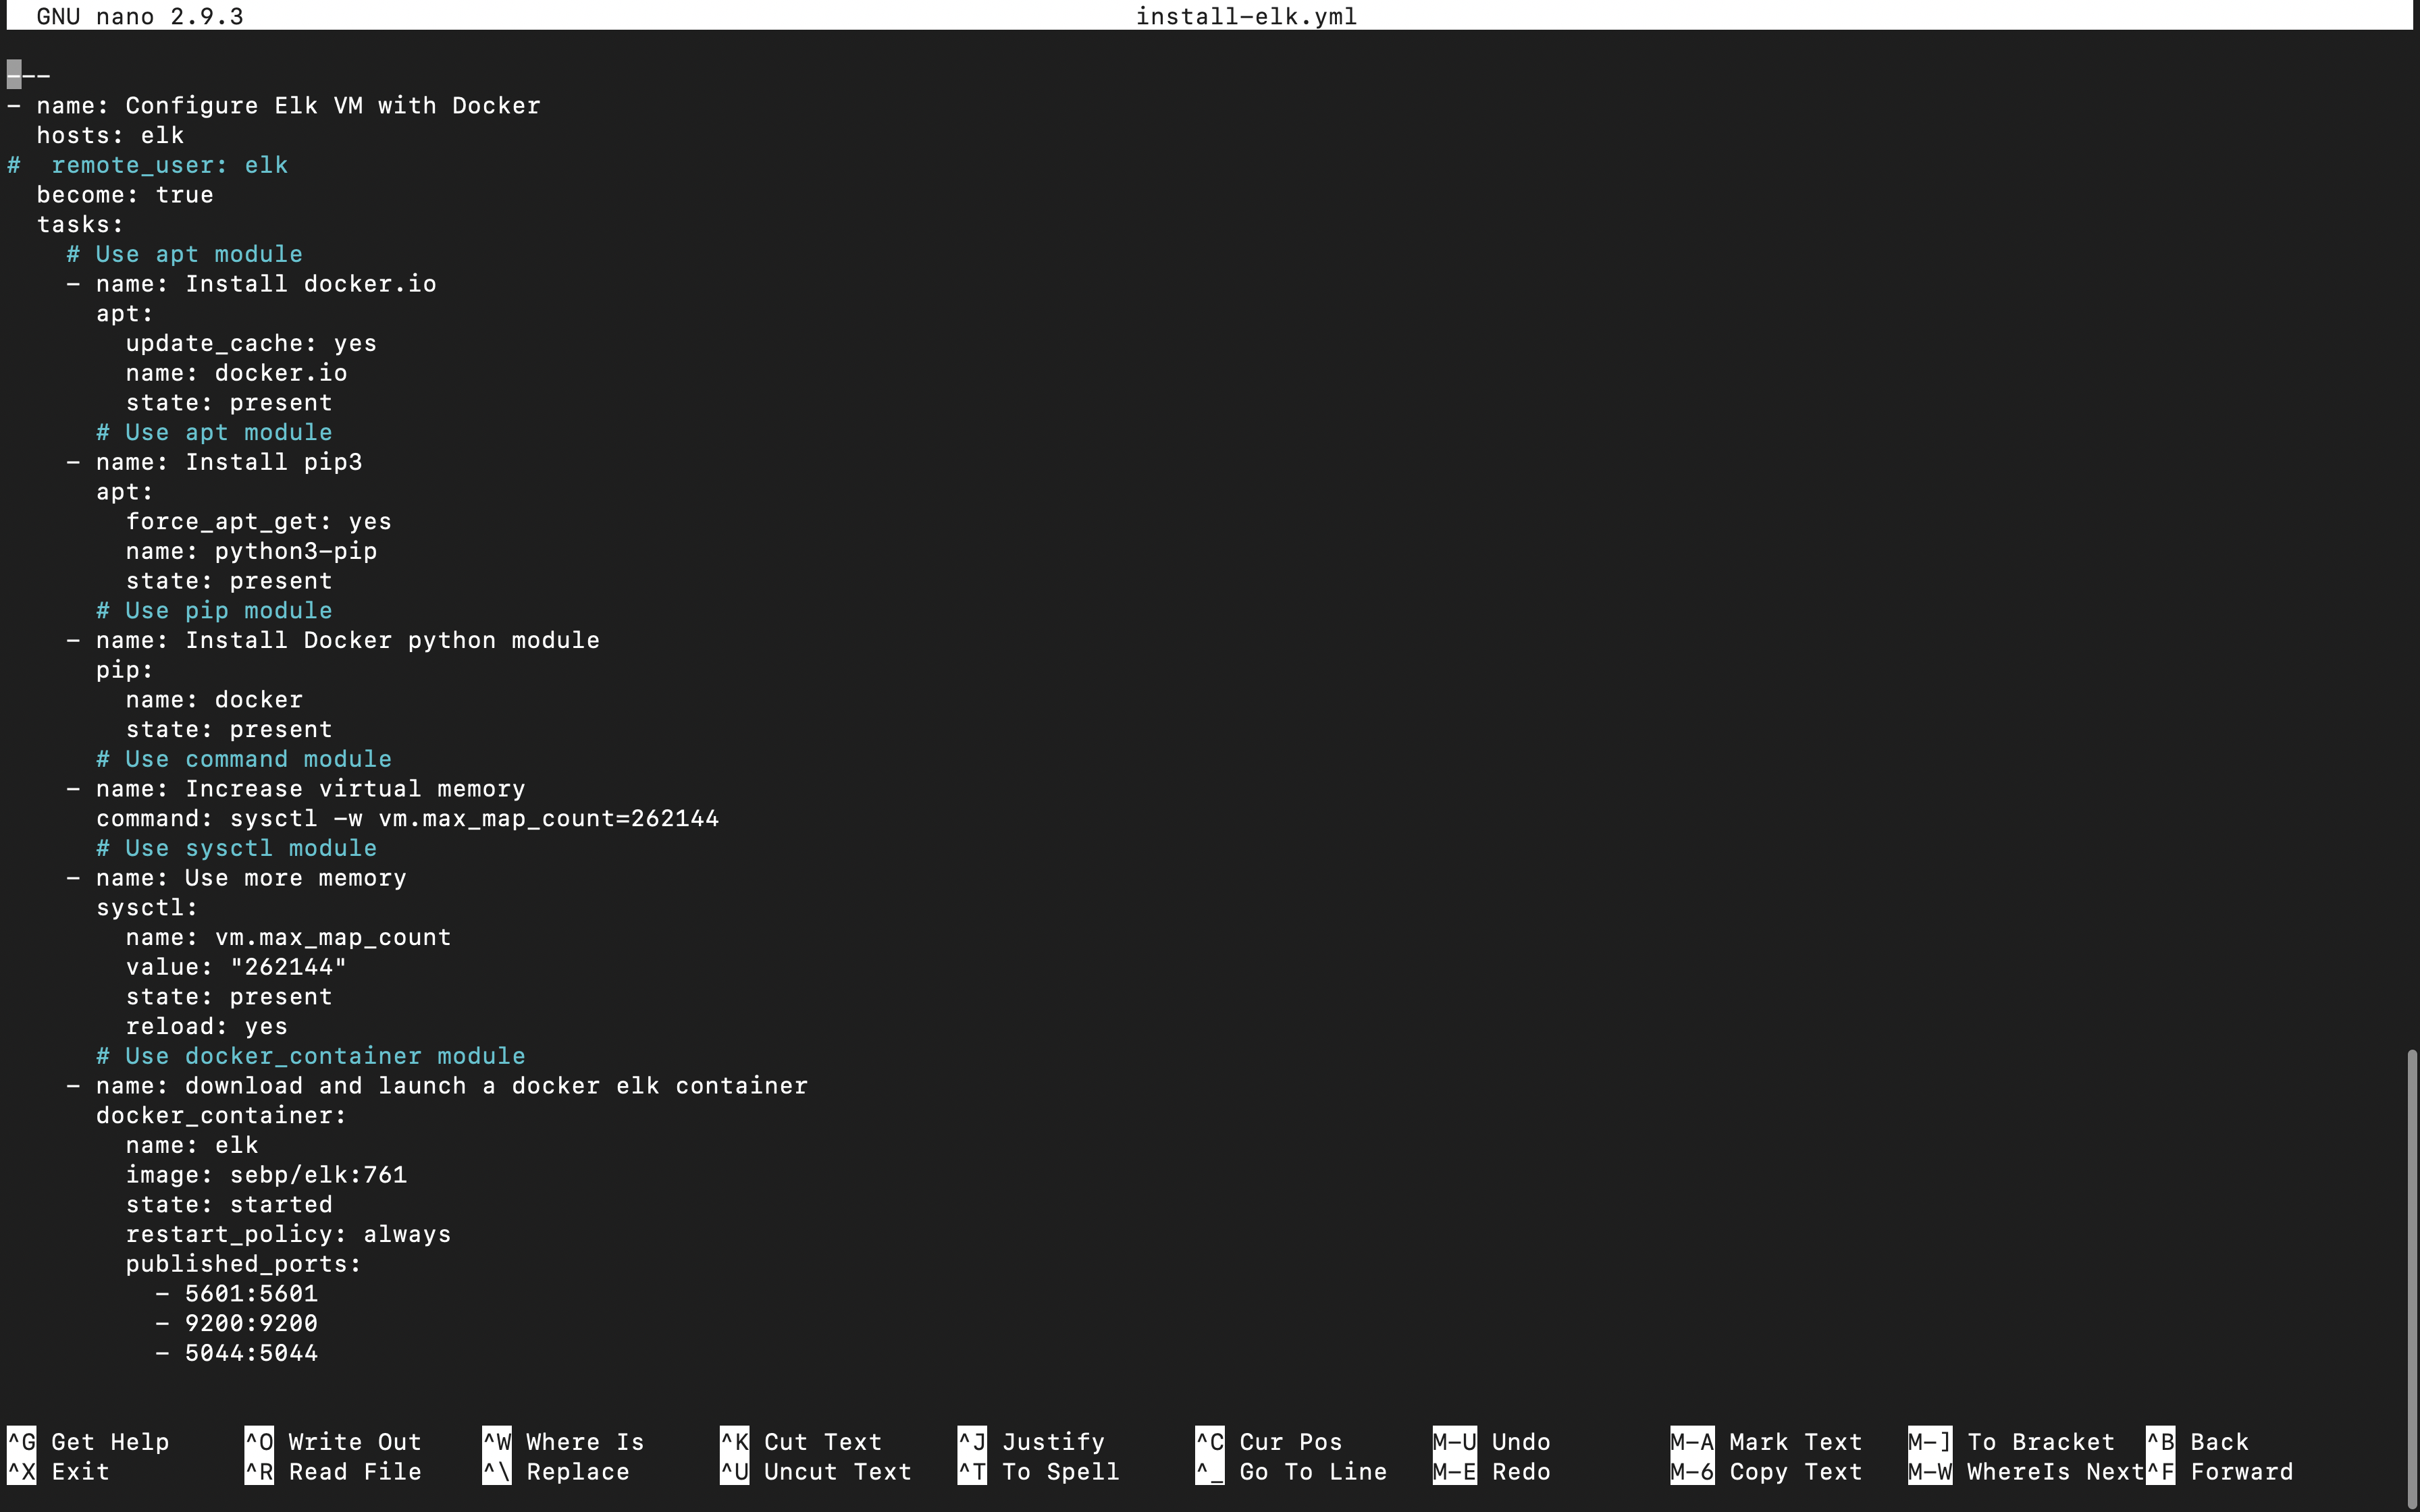 GNU nano 2.9.3 install-elk.yml
---
- name: Configure Elk VM with Docker
  hosts: elk
#  remote_user: elk
  become: true
  tasks:
    # Use apt module
    - name: Install docker.io
      apt:
        update_cache: yes
        name: docker.io
        state: present
      # Use apt module
    - name: Install pip3
      apt:
        force_apt_get: yes
        name: python3-pip
        state: present
      # Use pip module
    - name: Install Docker python module
      pip:
        name: docker
        state: present
      # Use command module
    - name: Increase virtual memory
      command: sysctl -w vm.max_map_count=262144
      # Use sysctl module
    - name: Use more memory
      sysctl:
        name: vm.max_map_count
        value: "262144"
        state: present
        reload: yes
      # Use docker_container module
    - name: download and launch a docker elk container
      docker_container:
        name: elk
        image: sebp/elk:761
        state: started
        restart_policy: always
        published_ports:
          - 5601:5601
          - 9200:9200
          - 5044:5044
^G Get Help ^O Write Out ^W Where Is ^K Cut Text ^J Justify ^C Cur Pos M-U Undo M-A Mark Text M-] To Bracket ^B Back
^X Exit ^R Read File ^\ Replace ^U Uncut Text ^T To Spell ^_ Go To Line M-E Redo M-6 Copy Text M-W WhereIs Next ^F Forward